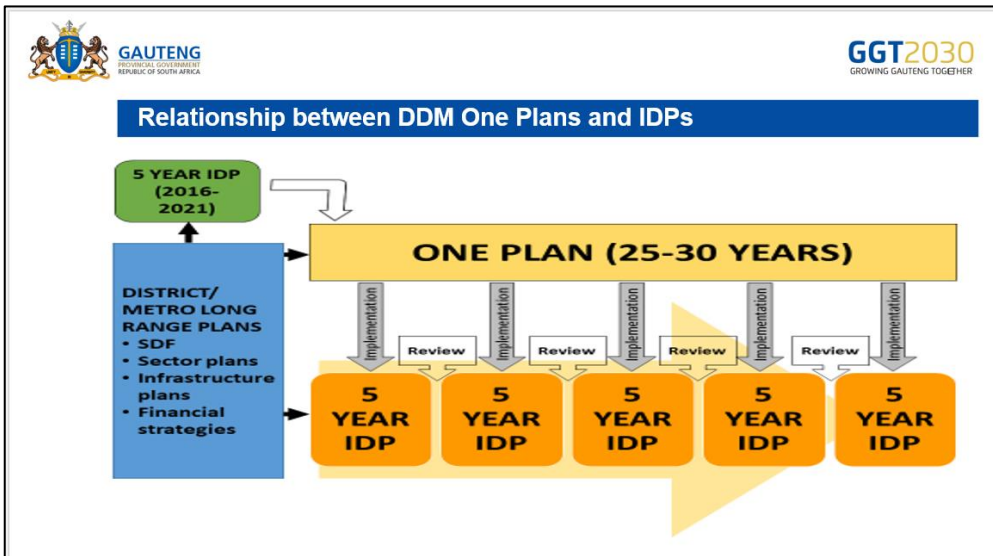 GAUTENG
PROVINCIAL GOVERNMENT
REPUBLIC OF SOUTH AFRICA
GGT2030
GROWING GAUTENG TOGETHER
Relationship between DDM One Plans and IDPs
5 YEAR IDP
(2016-
2021)
ONE PLAN (25-30 YEARS)
DISTRICT/
METRO LONG
RANGE PLANS
• SDF
• Sector plans
• Infrastructure
plans
• Financial
strategies
Implementation
Implementation
Implementation
Implementation
Implementation
Review
Review
Review
Review
5
YEAR
IDP
5
YEAR
IDP
5
YEAR
IDP
5
YEAR
IDP
5
YEAR
IDP